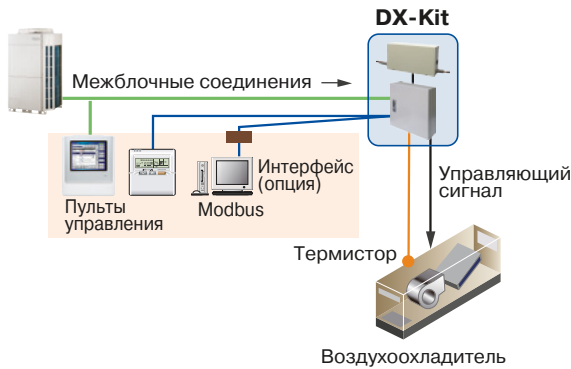 DX-Kit
Межблочные соединения
Интерфейс
(опция)
Modbus
Пульты
управления
Управляющий
сигнал
Термистор
Воздухоохладитель